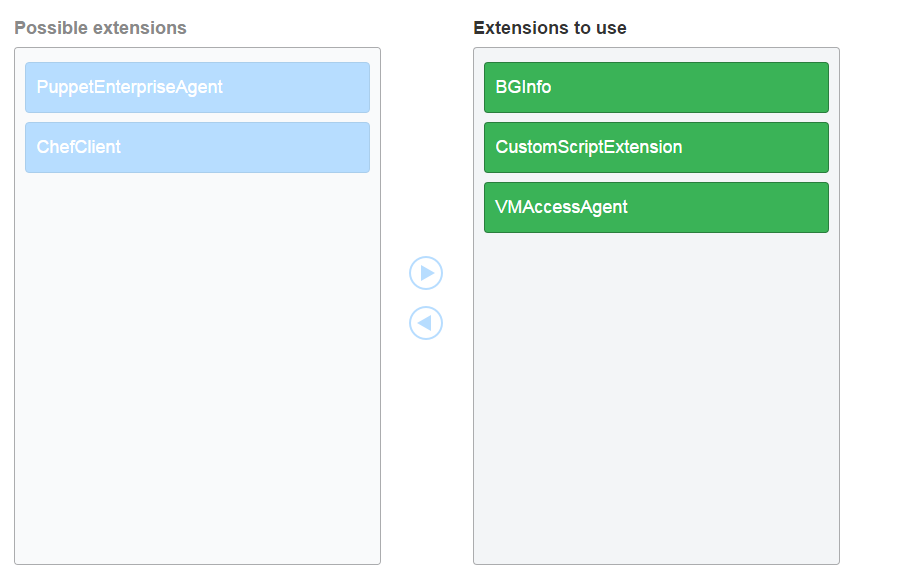 Possible extensions
PuppetEnterpriseAgent
ChefClient
Extensions to use
BGInfo
CustomScriptExtension
VMAccessAgent